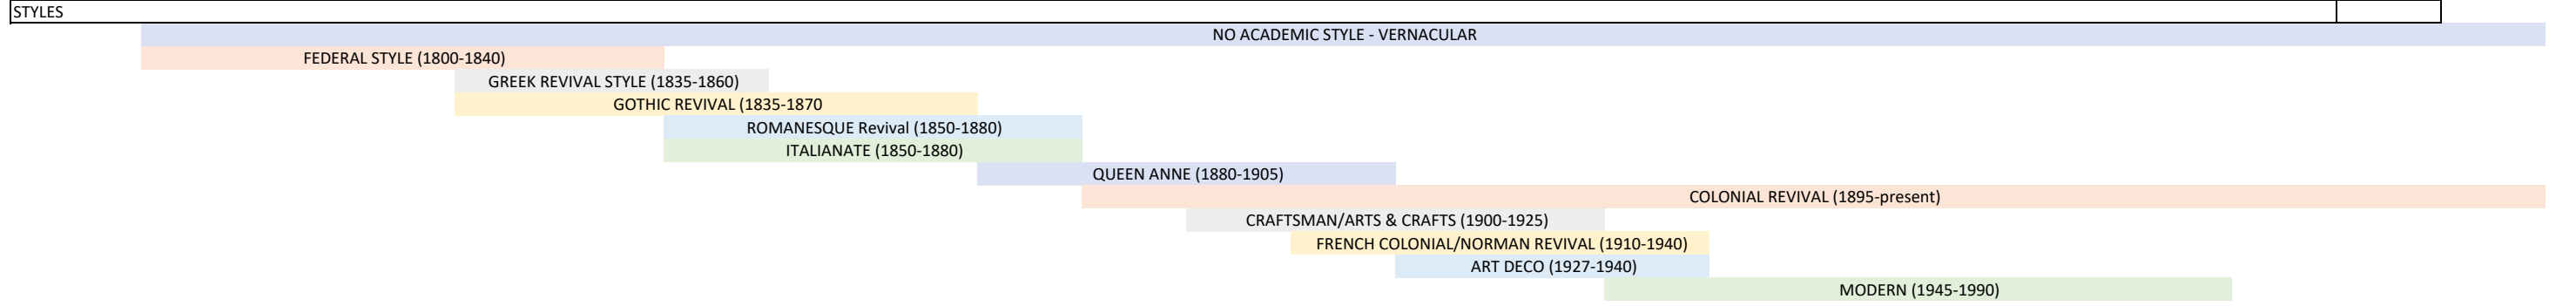 STYLES
NO ACADEMIC STYLE - VERNACULAR
FEDERAL STYLE (1800-1840)
GREEK REVIVAL STYLE (1835-1860)
GOTHIC REVIVAL (1835-1870
ROMANESQUE Revival (1850-1880)
ITALIANATE (1850-1880)
QUEEN ANNE (1880-1905)
COLONIAL REVIVAL (1895-present)
CRAFTSMAN/ARTS & CRAFTS (1900-1925)
FRENCH COLONIAL/NORMAN REVIVAL (1910-1940)
ART DECO (1927-1940)
MODERN (1945-1990)